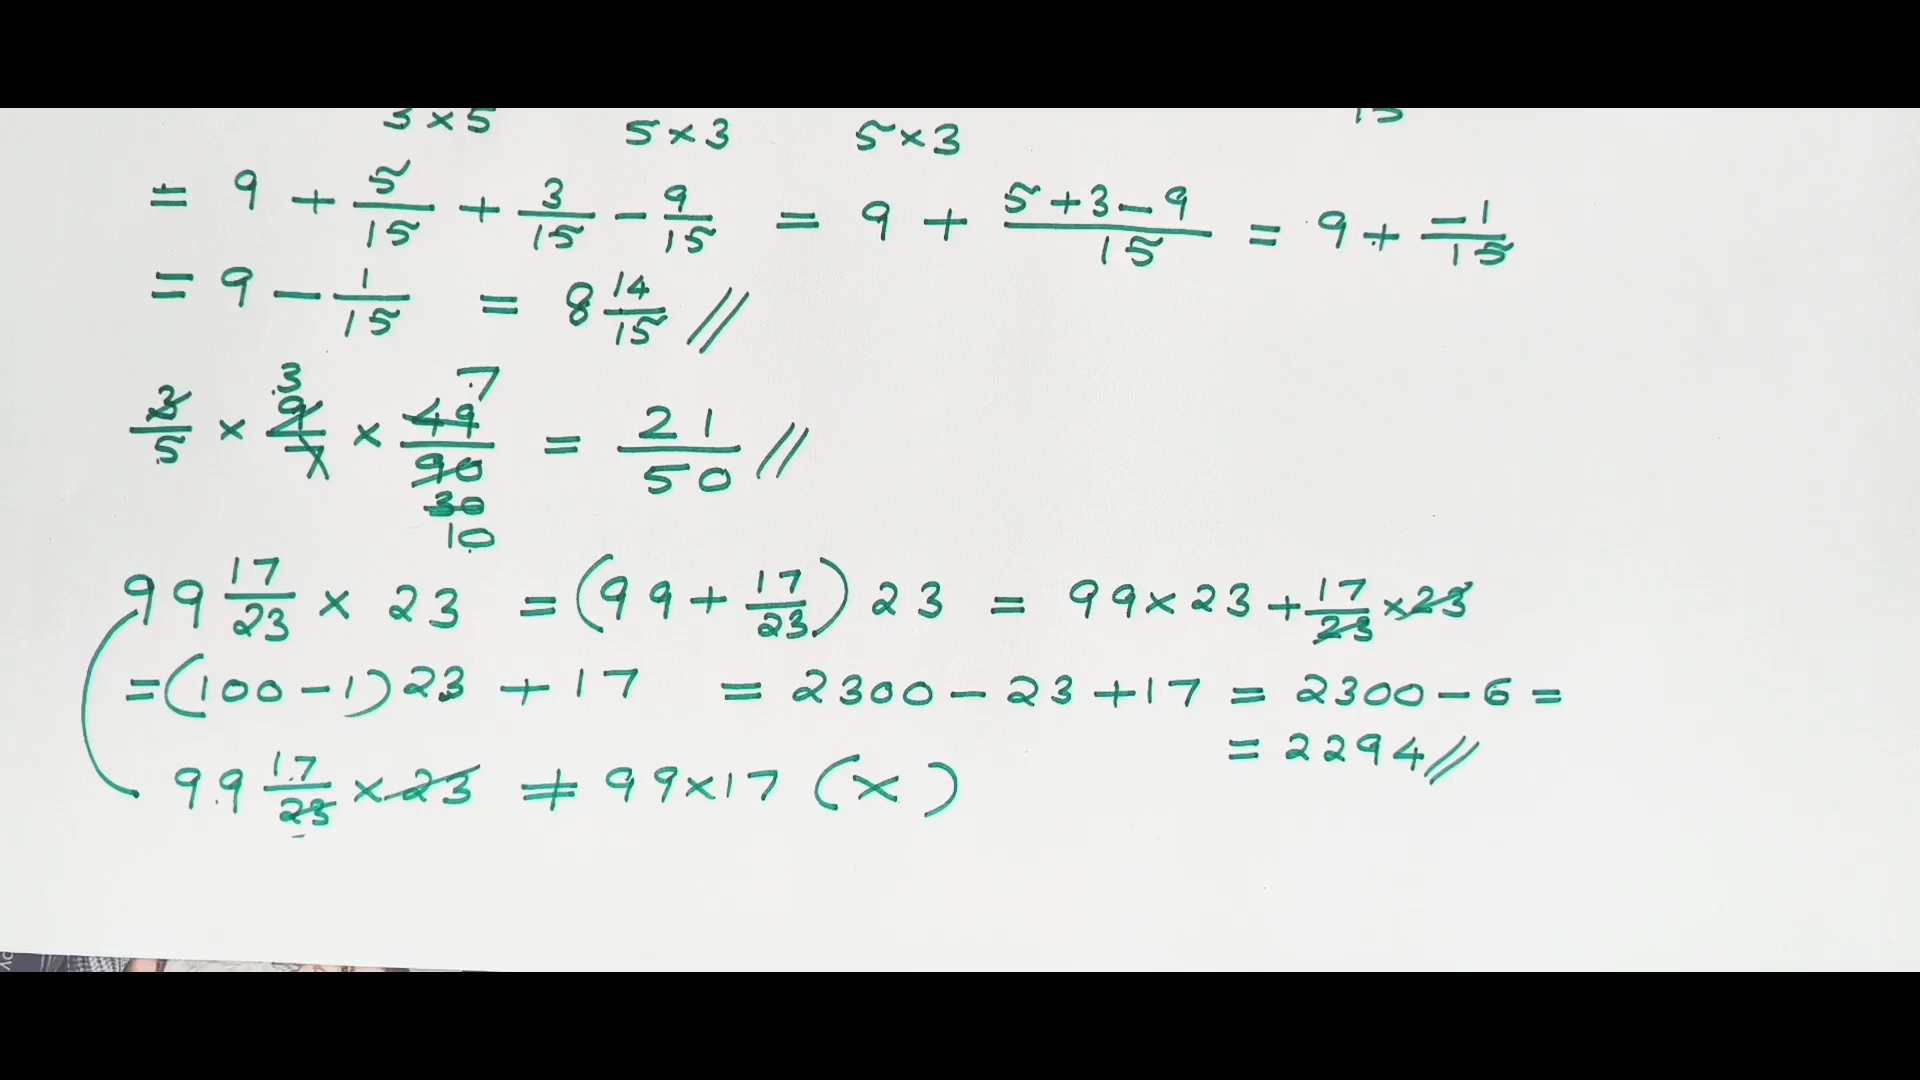 3 × 5 5 × 3 5 × 3 15
= 9 + 5/15 + 3/15 - 9/15 = 9 + (5+3-9)/15 = 9 + -1/15
= 9 - 1/15 = 8 14/15 //
3 7
3/5 × 9/7 × 49/90 = 21/50 //
30
10
99 17/23 × 23 = (99 + 17/23) 23 = 99 × 23 + 17/23 × 23
= (100 - 1) 23 + 17 = 2300 - 23 + 17 = 2300 - 6 =
= 2294 //
99 17/23 × 23 ≠ 99 × 17 (×)